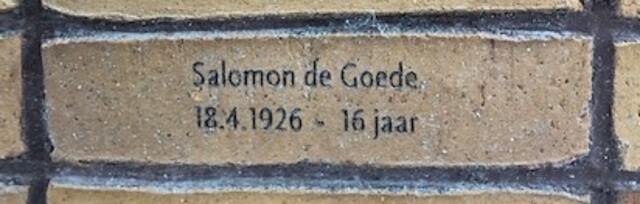 Salomon de Goede
18.4.1926 - 16 jaar